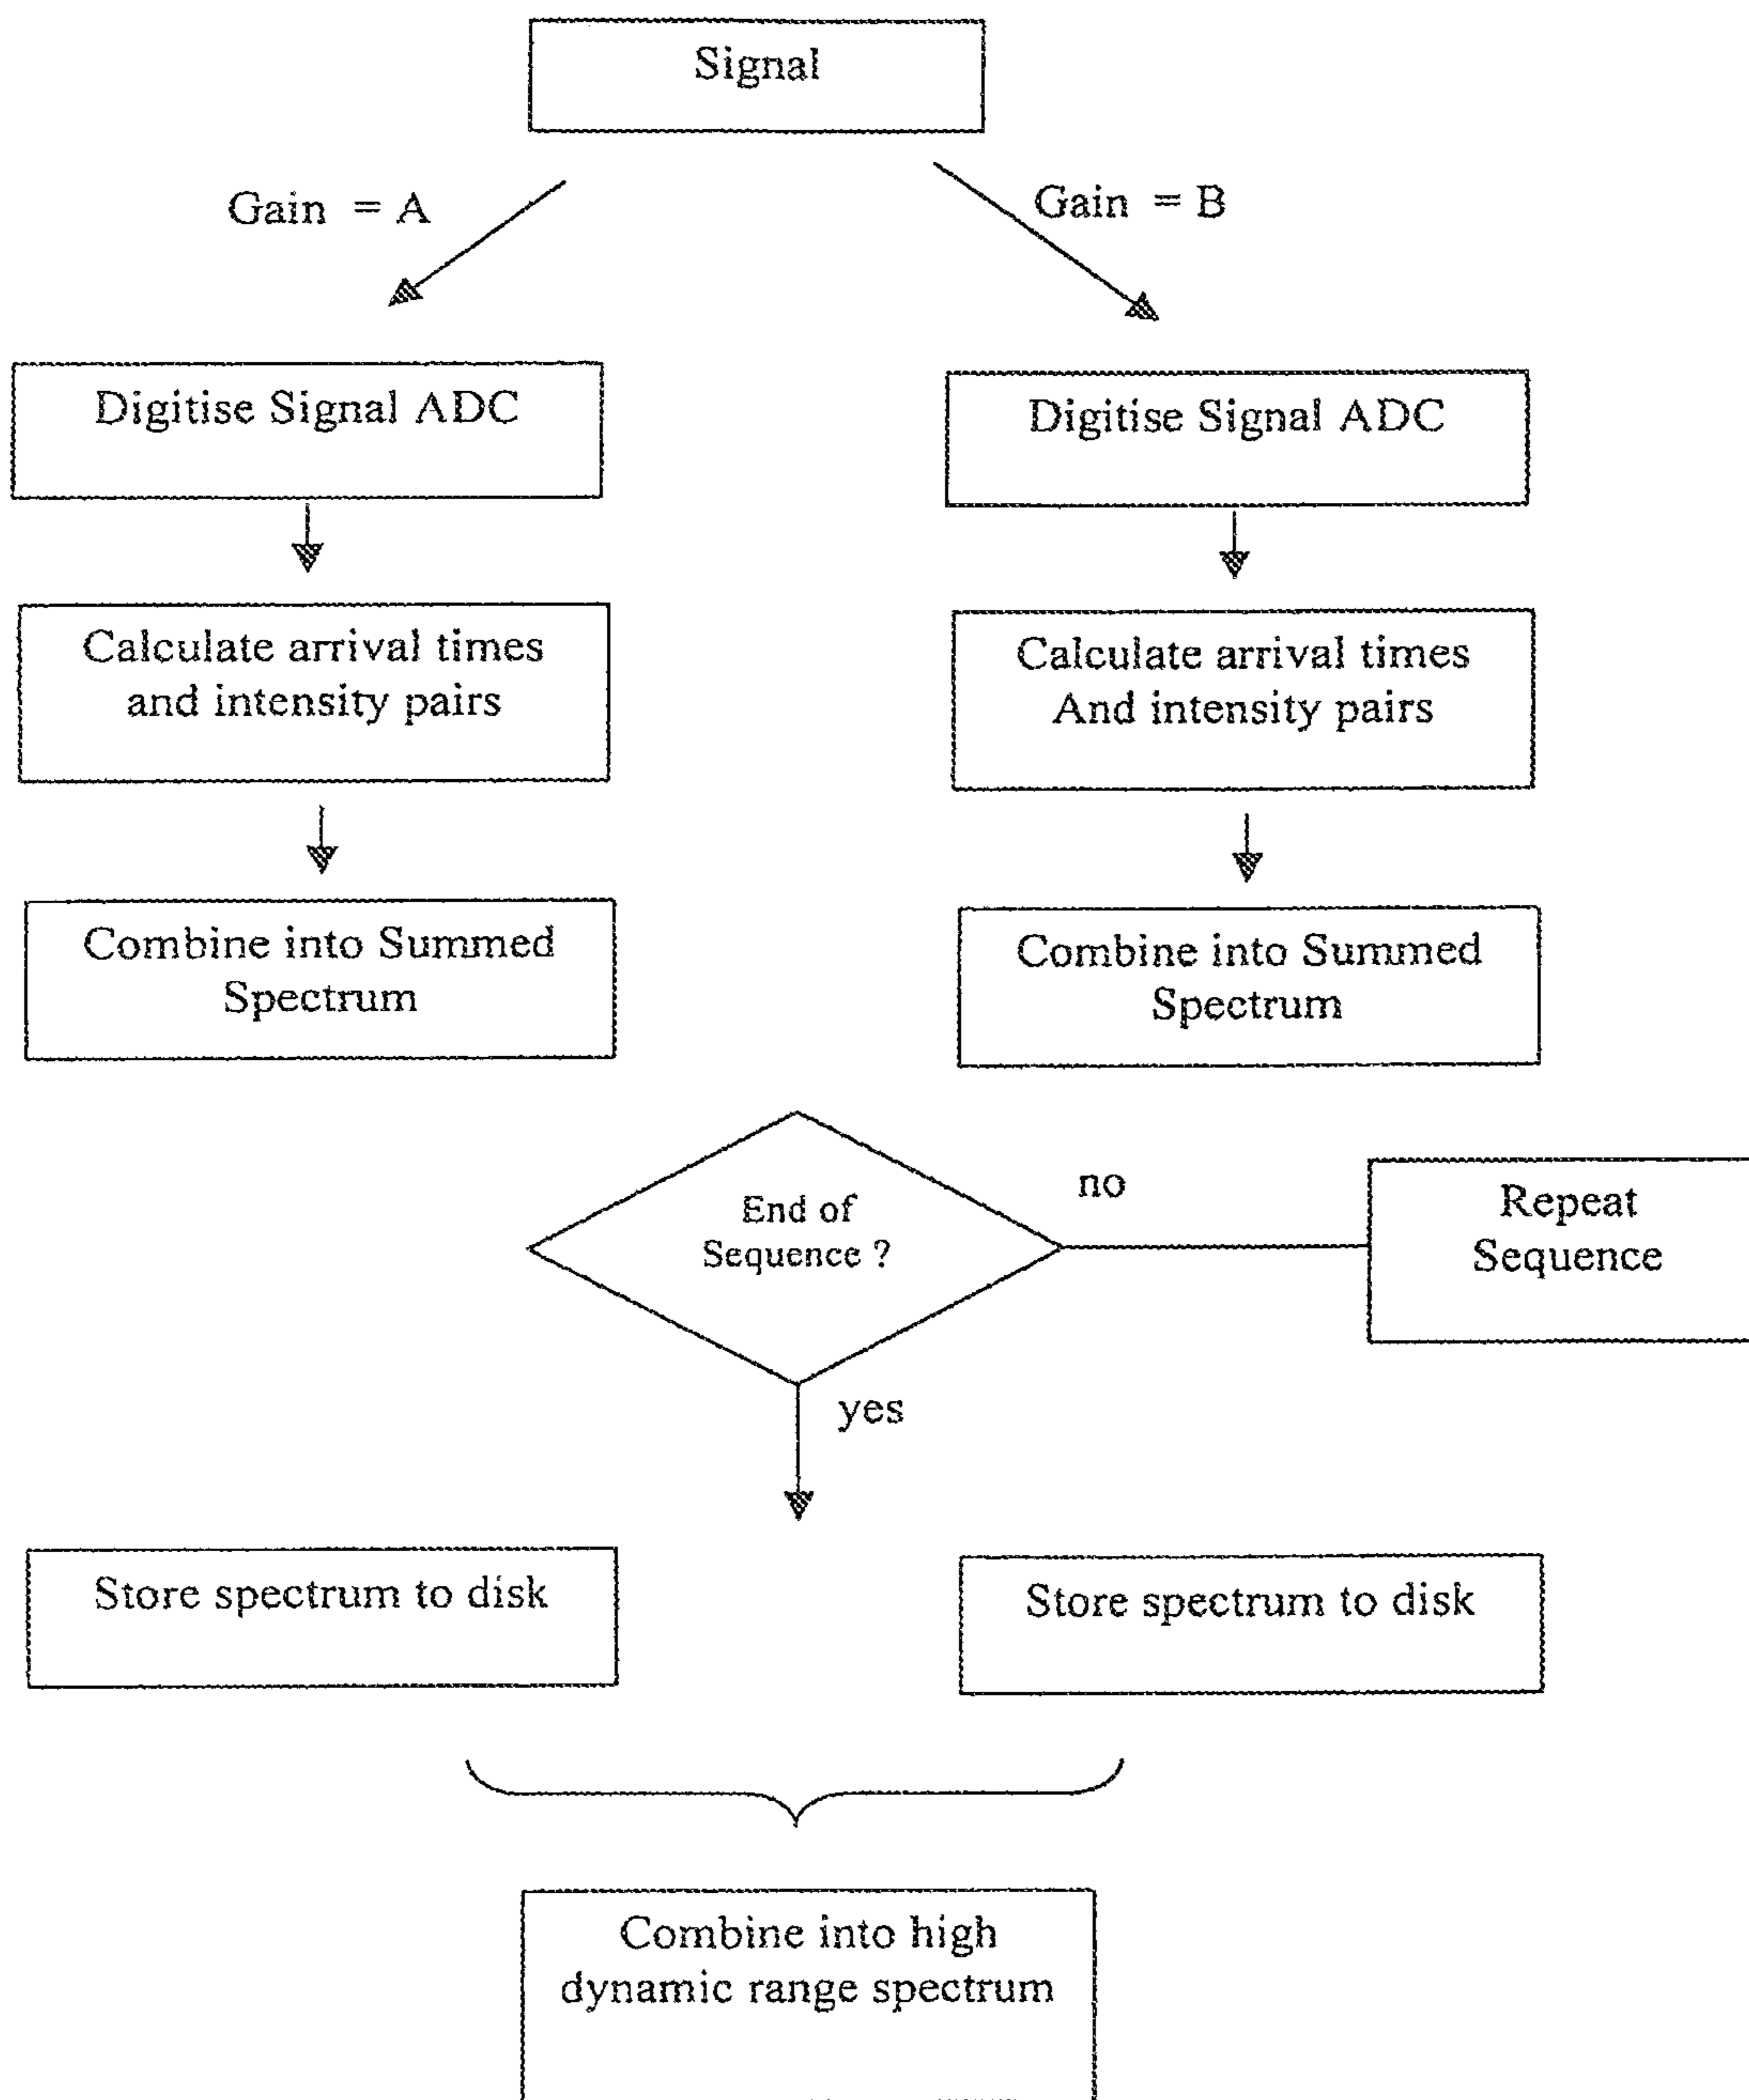 Signal
Gain = A
Gain = B
Digitise Signal ADC
Digitise Signal ADC
Calculate arrival times
and intensity pairs
Calculate arrival times
And intensity pairs
Combine into Summed
Spectrum
Combine into Summed
Spectrum
End of
Sequence ?
no
Repeat
Sequence
yes
Store spectrum to disk
Store spectrum to disk
Combine into high
dynamic range spectrum